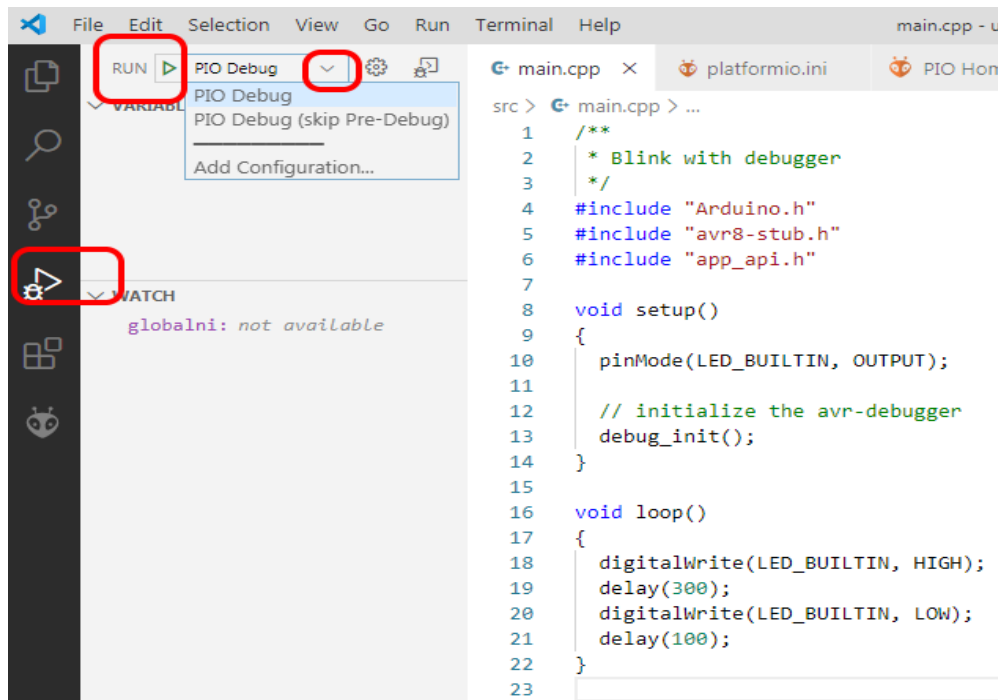 File Edit Selection View Go Run Terminal Help main.cpp - u
RUN PIO Debug
PIO Debug
PIO Debug (skip Pre-Debug)
Add Configuration...
VARIABL
WATCH
globalni: not available
main.cpp × platformio.ini PIO Hom
src > main.cpp > ...
1 /**
2 * Blink with debugger
3 */
4 #include "Arduino.h"
5 #include "avr8-stub.h"
6 #include "app_api.h"
7
8 void setup()
9 {
10 pinMode(LED_BUILTIN, OUTPUT);
11
12 // initialize the avr-debugger
13 debug_init();
14 }
15
16 void loop()
17 {
18 digitalWrite(LED_BUILTIN, HIGH);
19 delay(300);
20 digitalWrite(LED_BUILTIN, LOW);
21 delay(100);
22 }
23